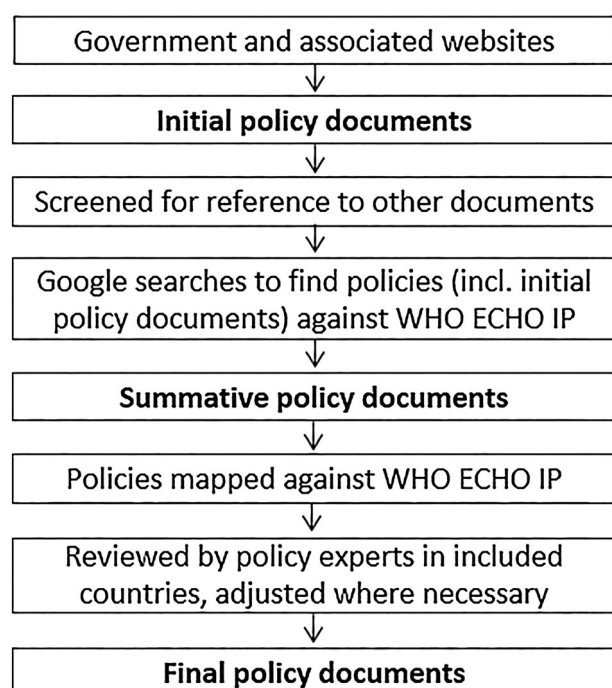 Government and associated websites
Initial policy documents
Screened for reference to other documents
Google searches to find policies (incl. initial
policy documents) against WHO ECHO IP
Summative policy documents
Policies mapped against WHO ECHO IP
Reviewed by policy experts in included
countries, adjusted where necessary
Final policy documents